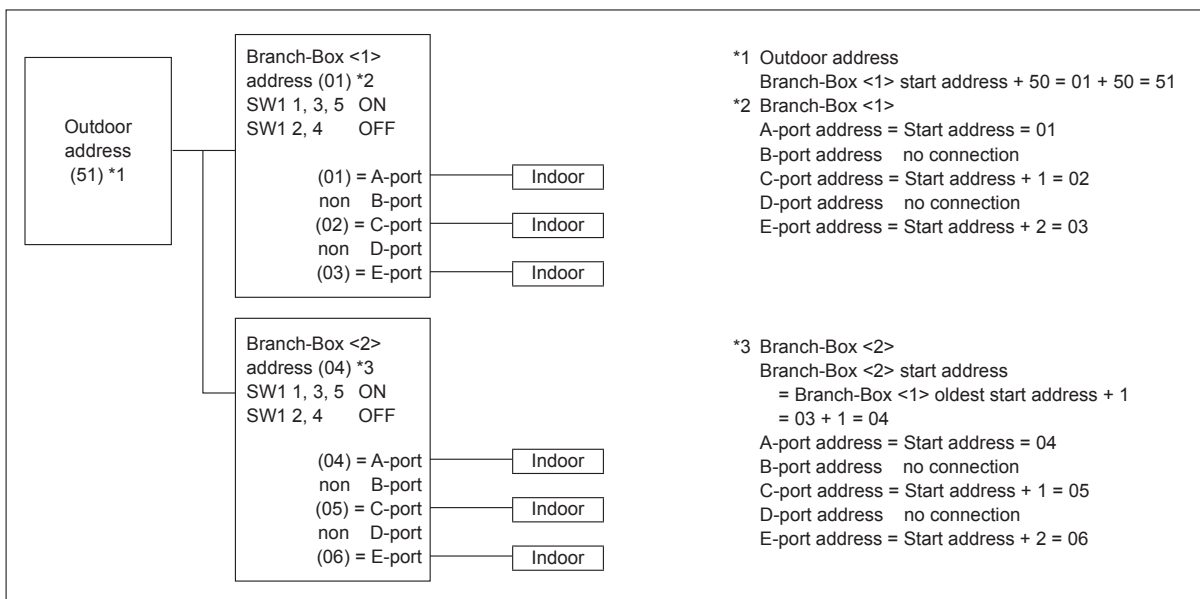 Outdoor
address
(51) *1
Branch-Box <1>
address (01) *2
SW1 1, 3, 5 ON
SW1 2, 4 OFF
(01) = A-port
non B-port
(02) = C-port
non D-port
(03) = E-port
Indoor
Indoor
Indoor
Branch-Box <2>
address (04) *3
SW1 1, 3, 5 ON
SW1 2, 4 OFF
(04) = A-port
non B-port
(05) = C-port
non D-port
(06) = E-port
Indoor
Indoor
Indoor
*1 Outdoor address
Branch-Box <1> start address + 50 = 01 + 50 = 51
*2 Branch-Box <1>
A-port address = Start address = 01
B-port address no connection
C-port address = Start address + 1 = 02
D-port address no connection
E-port address = Start address + 2 = 03
*3 Branch-Box <2>
Branch-Box <2> start address
= Branch-Box <1> oldest start address + 1
= 03 + 1 = 04
A-port address = Start address = 04
B-port address no connection
C-port address = Start address + 1 = 05
D-port address no connection
E-port address = Start address + 2 = 06